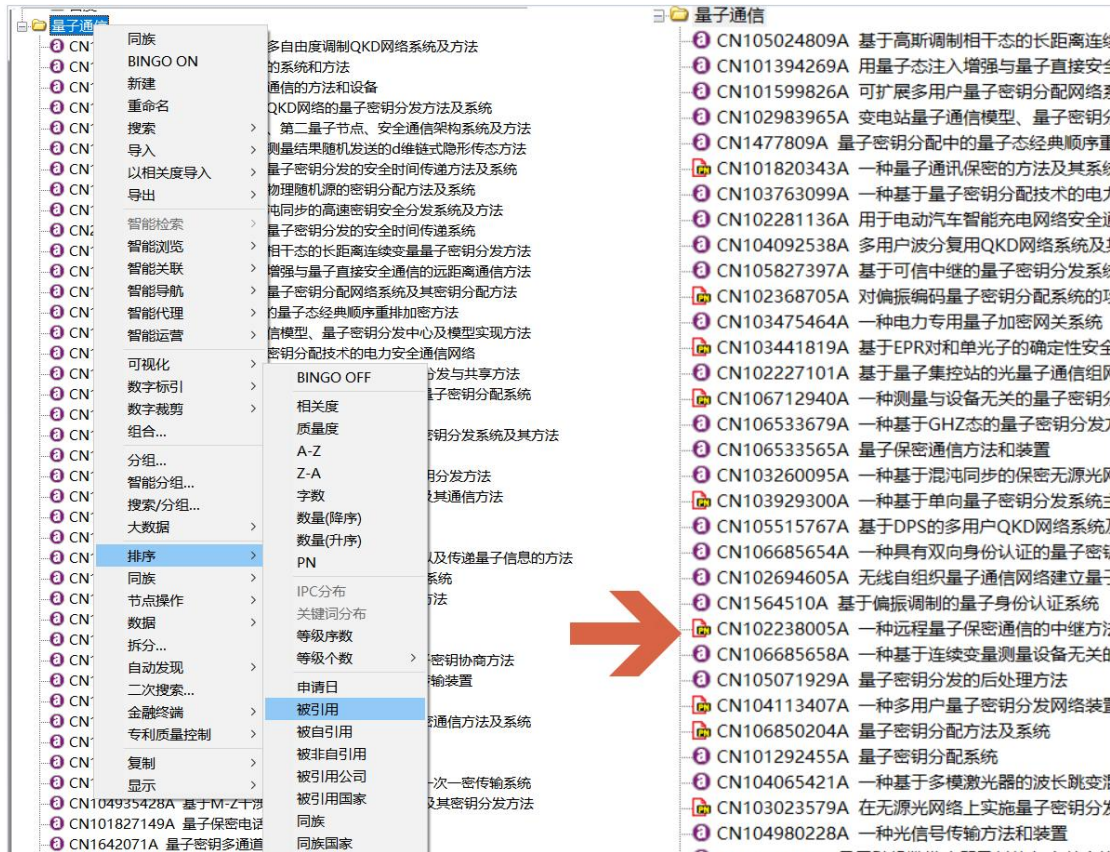 量子通信
CN1 多自由度调制QKD网络系统及方法
CN1 的系统和方法
CN1 通信的方法和设备
CN1 QKD网络的量子密钥分发方法及系统
CN1 、第二量子节点、安全通信架构系统及方法
CN1 测量结果随机发送的d维链式隐形传态方法
CN1 量子密钥分发的安全时间传递方法及系统
CN1 物理随机源的密钥分配方法及系统
CN1 沌同步的高速密钥安全分发系统及方法
CN2 量子密钥分发的安全时间传递系统
CN1 相干态的长距离连续变量量子密钥分发方法
CN1 增强与量子直接安全通信的远距离通信方法
CN1 量子密钥分配网络系统及其密钥分配方法
CN1 的量子态经典顺序重排加密方法
CN1 信模型、量子密钥分发中心及模型实现方法
CN1 密钥分配技术的电力安全通信网络
CN1 分发与共享方法
CN1 量子密钥分配系统
CN1
CN1 密钥分发系统及其方法
CN1
CN1 钥分发方法
CN1 及其通信方法
CN1
CN1
CN1 以及传递量子信息的方法
CN1 系统
CN1 方法
CN1
CN1
CN1 密钥协商方法
CN1 传输装置
CN1
CN1 通信方法及系统
CN1
CN1
CN1 一次一密传输系统
CN104935428A 基于M-Z干涉 及其密钥分发方法
CN101827149A 量子保密电话
CN1642071A 量子密钥多通道
同族
BINGO ON
新建
重命名
搜索
导入
以相关度导入
导出
智能检索
智能浏览
智能关联
智能导航
智能代理
智能运营
可视化
数字标引
数字裁剪
组合...
分组...
智能分组...
搜索/分组...
大数据
排序
同族
节点操作
数据
拆分...
自动发现
二次搜索...
金融终端
专利质量控制
复制
显示
BINGO OFF
相关度
质量度
A-Z
Z-A
字数
数量(降序)
数量(升序)
PN
IPC分布
关键词分布
等级序数
等级个数
申请日
被引用
被自引用
被非自引用
被引用公司
被引用国家
同族
同族国家
量子通信
CN105024809A 基于高斯调制相干态的长距离连续
CN101394269A 用量子态注入增强与量子直接安全
CN101599826A 可扩展多用户量子密钥分配网络系
CN102983965A 变电站量子通信模型、量子密钥分
CN1477809A 量子密钥分配中的量子态经典顺序重
CN101820343A 一种量子通讯保密的方法及其系统
CN103763099A 一种基于量子密钥分配技术的电力
CN102281136A 用于电动汽车智能充电网络安全通
CN104092538A 多用户波分复用QKD网络系统及其
CN105827397A 基于可信中继的量子密钥分发系统
CN102368705A 对偏振编码量子密钥分配系统的攻
CN103475464A 一种电力专用量子加密网关系统
CN103441819A 基于EPR对和单光子的确定性安全
CN102227101A 基于量子集控站的光量子通信组网
CN106712940A 一种测量与设备无关的量子密钥分
CN106533679A 一种基于GHZ态的量子密钥分发方
CN106533565A 量子保密通信方法和装置
CN103260095A 一种基于混沌同步的保密无源光网
CN103929300A 一种基于单向量子密钥分发系统主
CN105515767A 基于DPS的多用户QKD网络系统及
CN106685654A 一种具有双向身份认证的量子密钥
CN102694605A 无线自组织量子通信网络建立量子
CN1564510A 基于偏振调制的量子身份认证系统
CN102238005A 一种远程量子保密通信的中继方法
CN106685658A 一种基于连续变量测量设备无关的
CN105071929A 量子密钥分发的后处理方法
CN104113407A 一种多用户量子密钥分发网络装置
CN106850204A 量子密钥分配方法及系统
CN101292455A 量子密钥分配系统
CN104065421A 一种基于多模激光器的波长跳变混
CN103023579A 在无源光网络上实施量子密钥分发
CN104980228A 一种光信号传输方法和装置